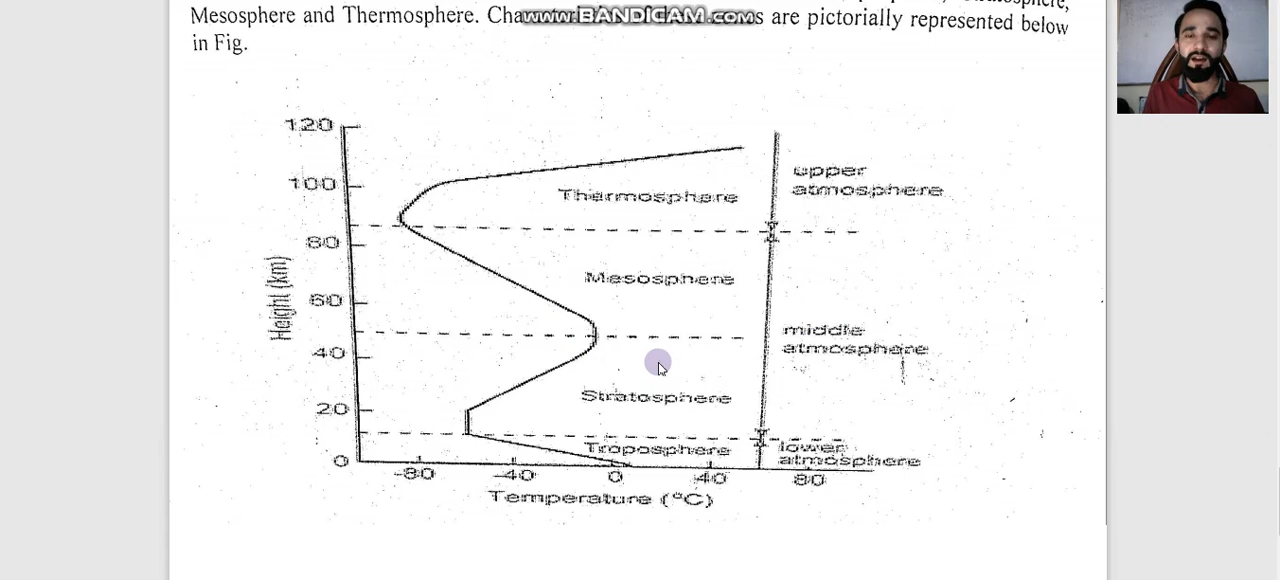 Mesosphere and Thermosphere. www.BANDICAM.com s are pictorially represented below
in Fig.
120
100
80
60
40
20
0
Height (km)
Thermosphere
Mesosphere
Stratosphere
Troposphere
upper
atmosphere
middle
atmosphere
lower
atmosphere
-80 -40 0 40 80
Temperature (°C)